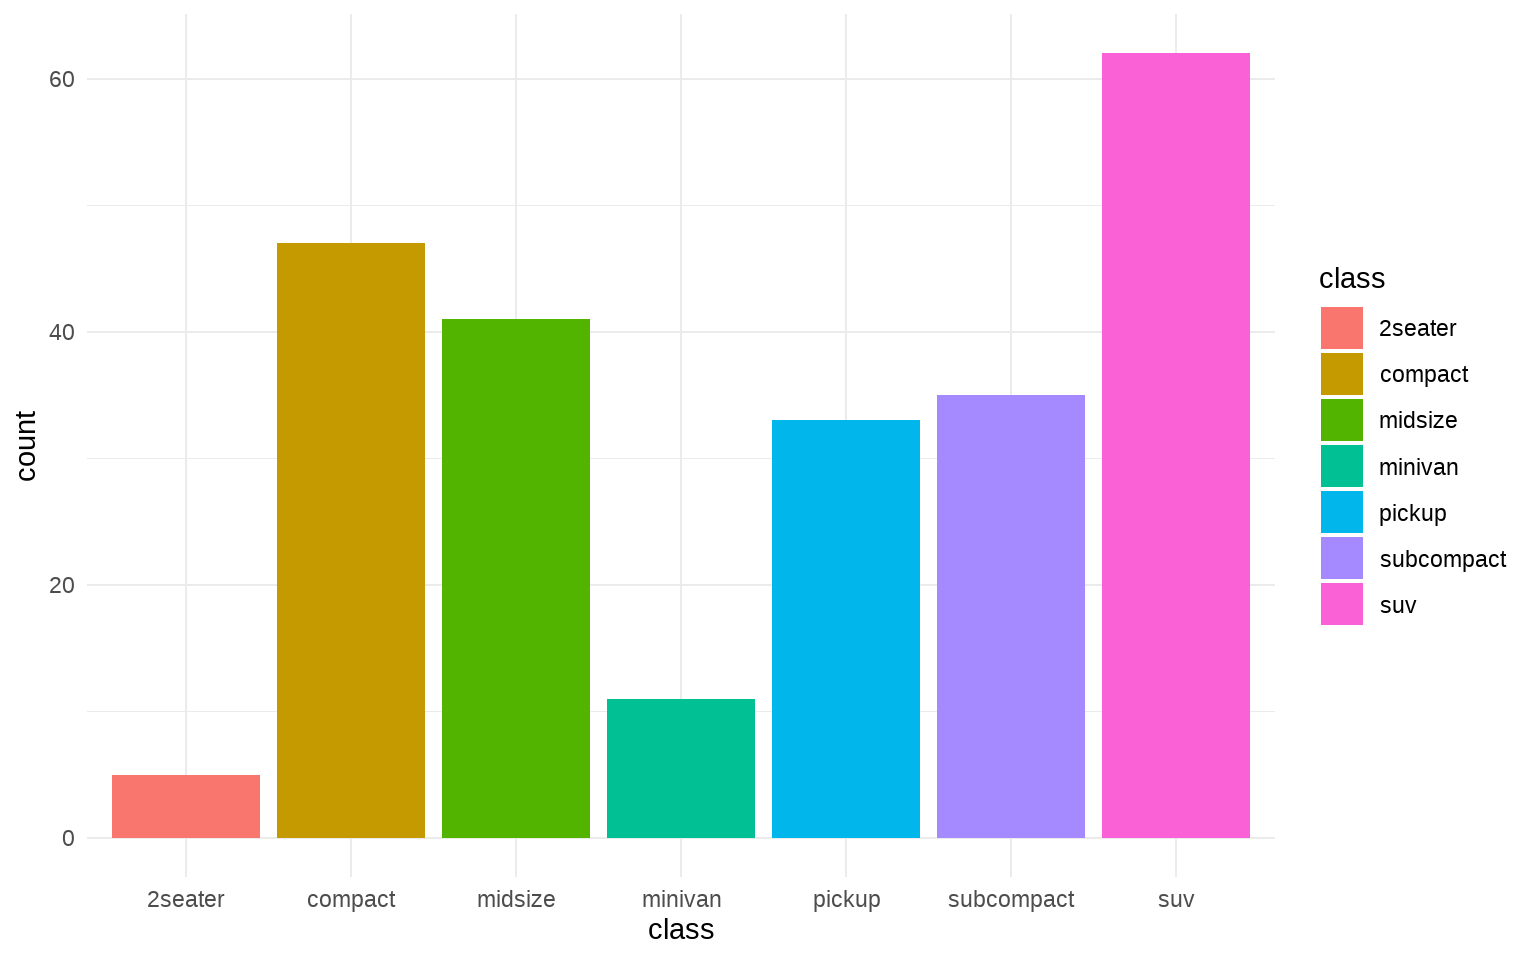 60
40
20
0
count
2seater
compact
midsize
minivan
pickup
subcompact
suv
class
class
2seater
compact
midsize
minivan
pickup
subcompact
suv